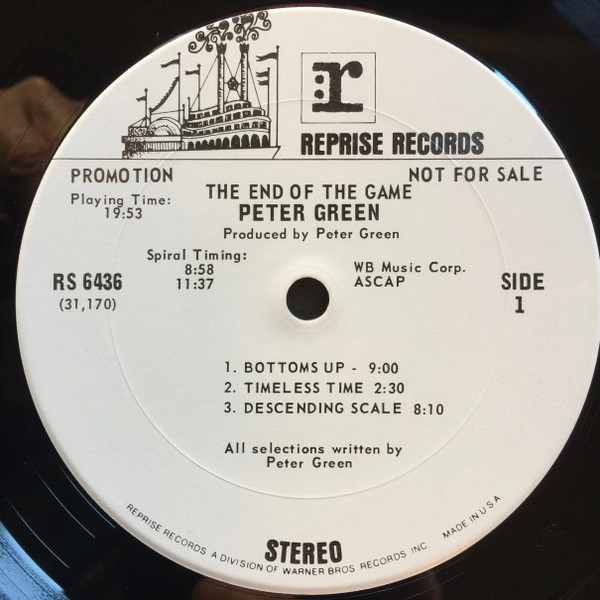 r
REPRISE RECORDS
PROMOTION
NOT FOR SALE
Playing Time:
19:53
THE END OF THE GAME
PETER GREEN
Produced by Peter Green
Spiral Timing:
8:58
11:37
WB Music Corp.
ASCAP
RS 6436
(31,170)
SIDE
1
1. BOTTOMS UP - 9:00
2. TIMELESS TIME 2:30
3. DESCENDING SCALE 8:10
All selections written by
Peter Green
STEREO
REPRISE RECORDS A DIVISION OF WARNER BROS. RECORDS INC. MADE IN U.S.A.